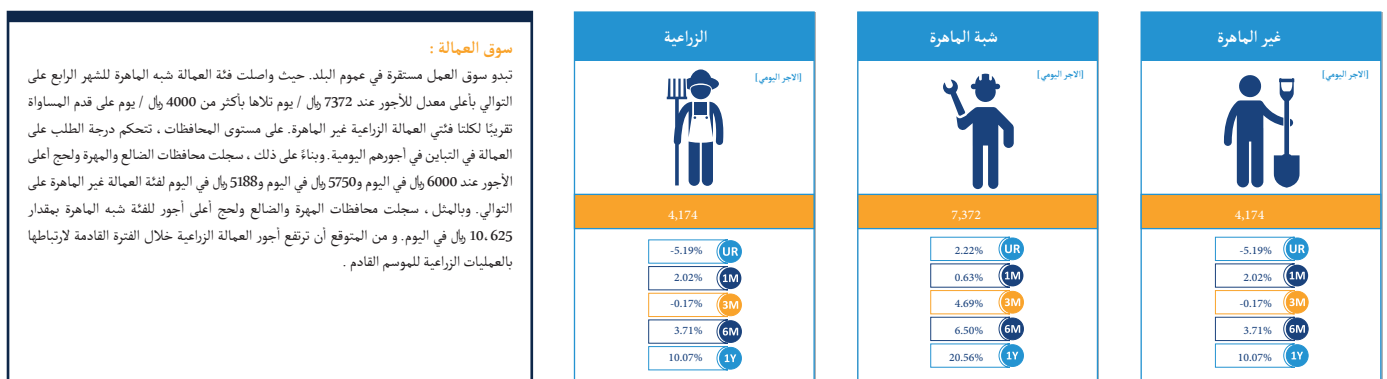 غير الماهرة
[الاجر اليومي]
4,174
-5.19% UR
2.02% 1M
-0.17% 3M
3.71% 6M
10.07% 1Y
شبة الماهرة
[الاجر اليومي]
7,372
2.22% UR
0.63% 1M
4.69% 3M
6.50% 6M
20.56% 1Y
الزراعية
[الاجر اليومي]
4,174
-5.19% UR
2.02% 1M
-0.17% 3M
3.71% 6M
10.07% 1Y
سوق العمالة :
تبدو سوق العمل مستقرة في عموم البلد. حيث واصلت فئة العمالة شبه الماهرة للشهر الرابع على
التوالي بأعلى معدل للأجور عند 7372 ريال / يوم تلاها بأكثر من 4000 ريال / يوم على قدم المساواة
تقريبًا لكلتا فئتي العمالة الزراعية غير الماهرة. على مستوى المحافظات ، تتحكم درجة الطلب على
العمالة في التباين في أجورهم اليومية. وبناءً على ذلك ، سجلت محافظات الضالع والمهرة ولحج أعلى
الأجور عند 6000 ريال في اليوم و5750 ريال في اليوم و5188 ريال في اليوم لفئة العمالة غير الماهرة على
التوالي. وبالمثل ، سجلت محافظات المهرة والضالع ولحج أعلى أجور للفئة شبه الماهرة بمقدار
10،625 ريال في اليوم. و من المتوقع أن ترتفع أجور العمالة الزراعية خلال الفترة القادمة لارتباطها
بالعمليات الزراعية للموسم القادم .